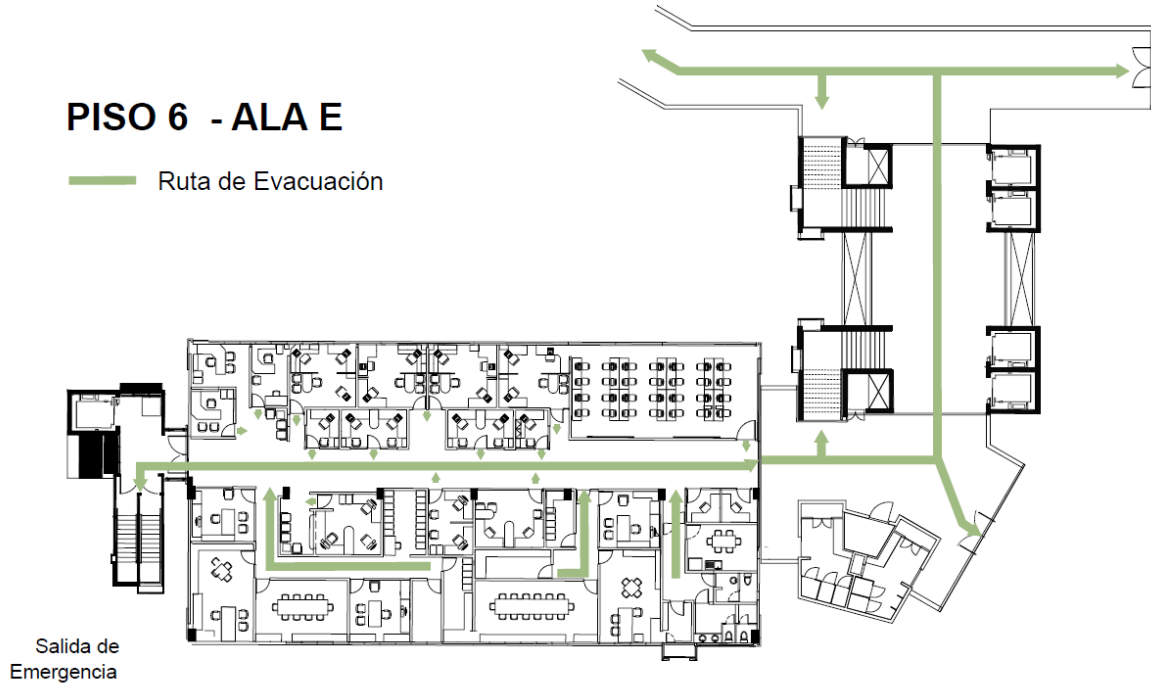 PISO 6 - ALA E
Ruta de Evacuación
Salida de
Emergencia